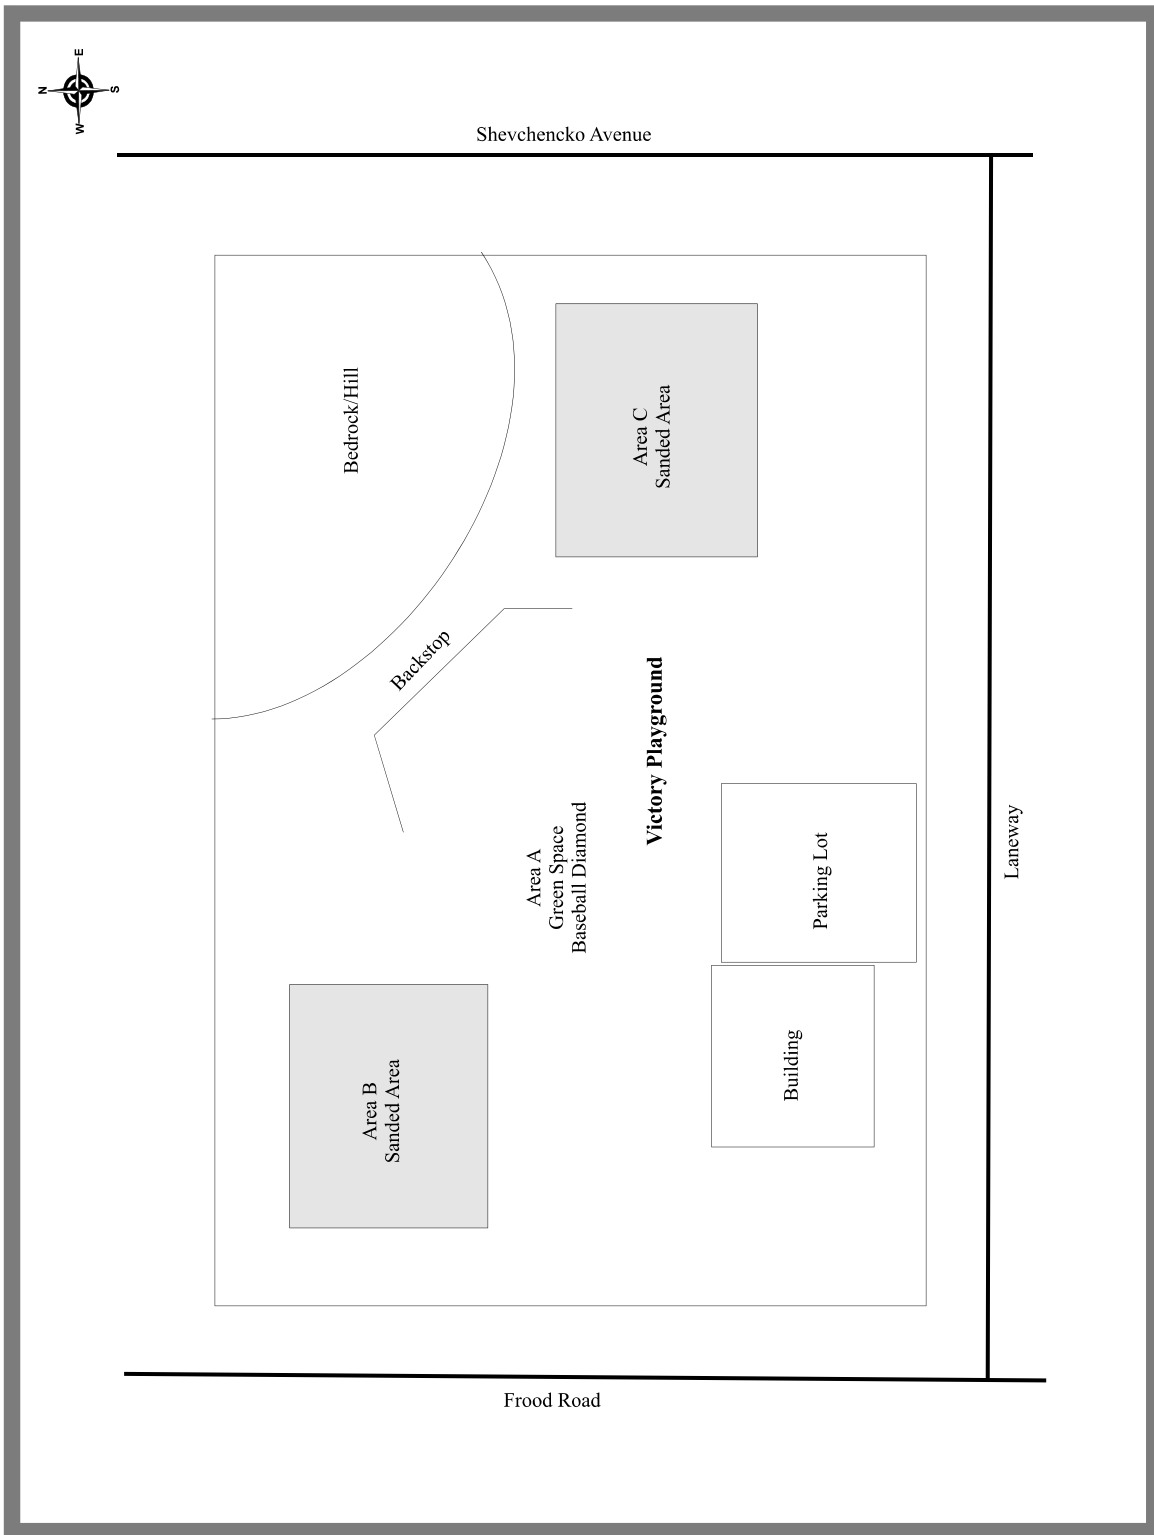 E
N
S
W
Shevchencko Avenue
Bedrock/Hill
Area C
Sanded Area
Backstop
Victory Playground
Area A
Green Space
Baseball Diamond
Parking Lot
Laneway
Building
Area B
Sanded Area
Frood Road